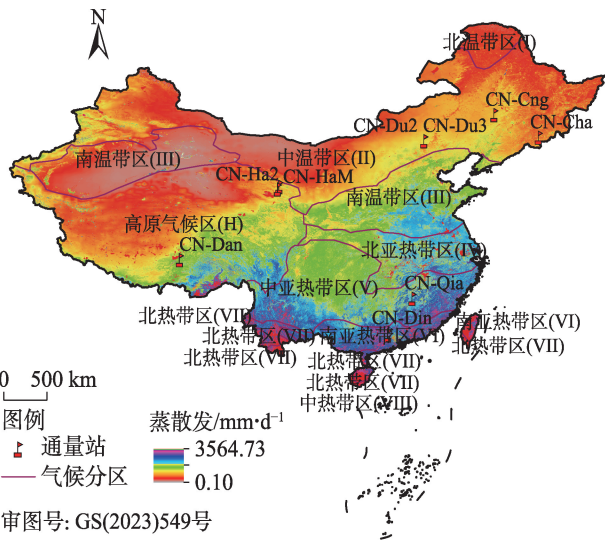 N
北温带区(I)
CN-Cng
CN-Du2 CN-Du3
CN-Cha
南温带区(III)
中温带区(II)
CN-Ha2 CN-HaM
南温带区(III)
高原气候区(H)
CN-Dan
北亚热带区(IV)
中亚热带区(V)
CN-Qia
北热带区(VII)
CN-Din
南亚热带区(VI)
北热带区(VII)
南亚热带区(VI)
北热带区(VII)
北热带区(VII)
北热带区(VII)
北热带区(VII)
中热带区(VIII)
0 500 km
图例
通量站
气候分区
蒸散发/mm·d⁻¹
3564.73
0.10
审图号: GS(2023)549号